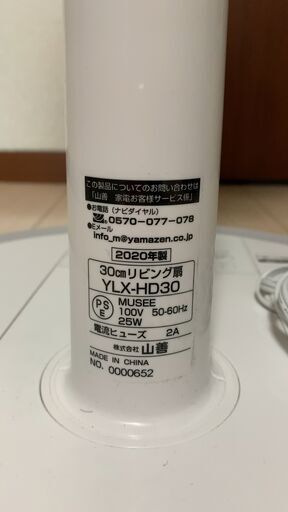 この製品についてのお問い合わせは
「山善 家電お客様サービス係」
●お電話(ナビダイヤル)
0570-077-078
●Eメール
info_m@yamazen.co.jp
2020年製
30cmリビング扇
YLX-HD30
PSE
MUSEE
100V 50-60Hz
25W
電流ヒューズ 2A
株式会社 山善
MADE IN CHINA
NO. 0000652